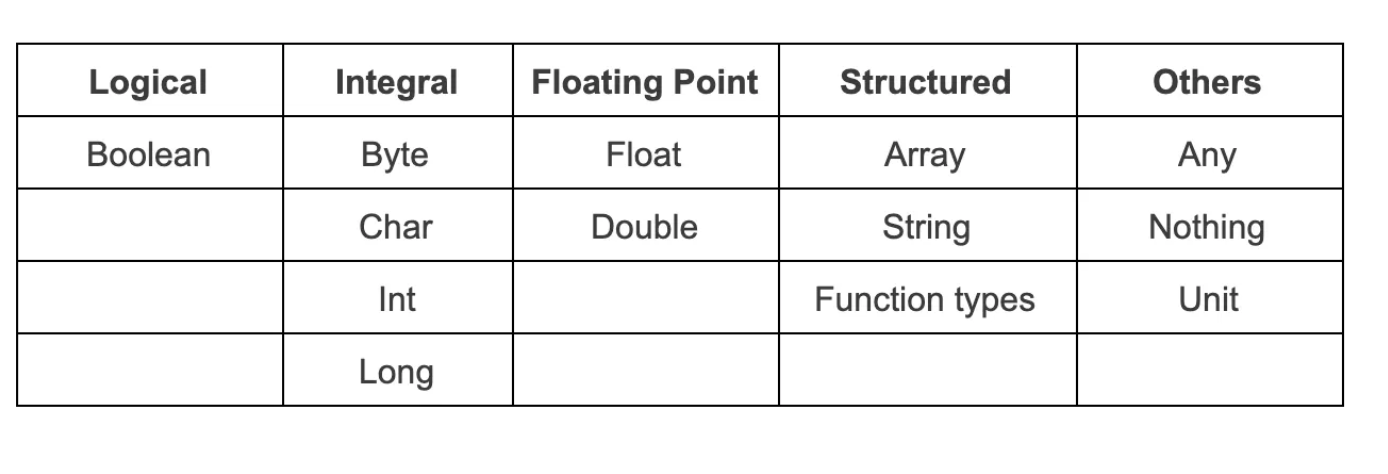 Logical Integral Floating Point Structured Others
Boolean Byte Float Array Any
Char Double String Nothing
Int Function types Unit
Long